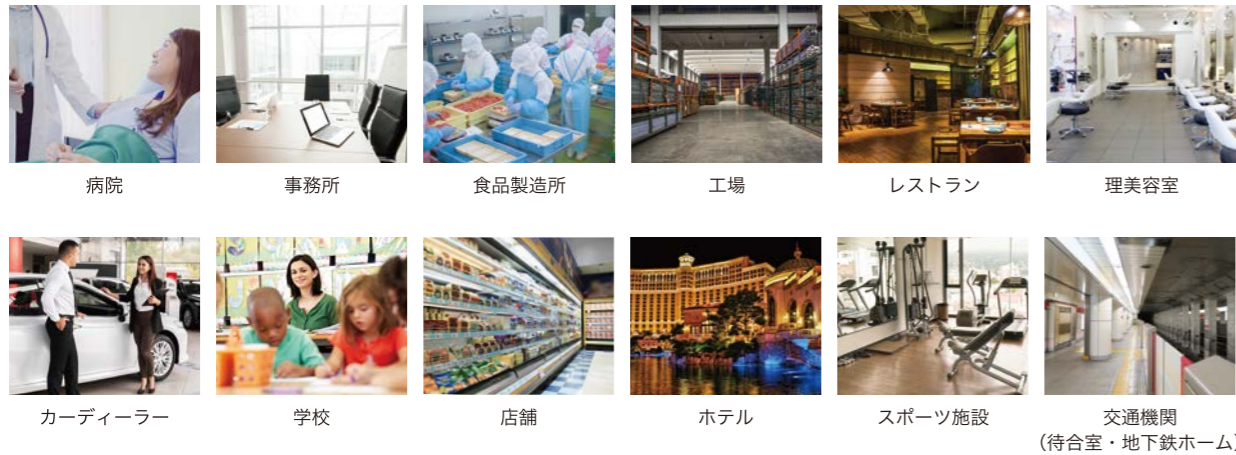 病院
事務所
食品製造所
工場
レストラン
理美容室
カーディーラー
学校
店舗
ホテル
スポーツ施設
交通機関
（待合室・地下鉄ホーム）